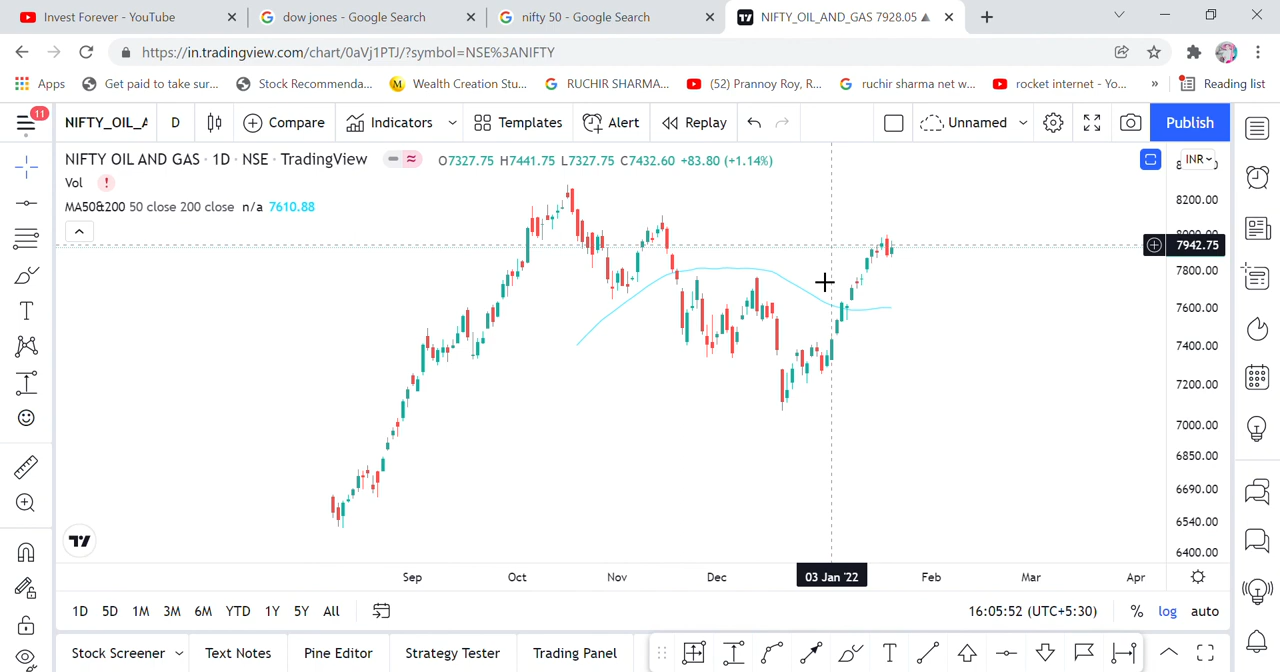 Invest Forever - YouTube
dow jones - Google Search
nifty 50 - Google Search
NIFTY_OIL_AND_GAS 7928.05 ▲
https://in.tradingview.com/chart/0aVj1PTJ/?symbol=NSE%3ANIFTY
Apps
Get paid to take sur...
Stock Recommenda...
Wealth Creation Stu...
RUCHIR SHARMA...
(52) Prannoy Roy, R...
ruchir sharma net w...
rocket internet - Yo...
»
Reading list
11
NIFTY_OIL_A
D
Compare
Indicators
Templates
Alert
Replay
Unnamed
Publish
NIFTY OIL AND GAS · 1D · NSE · TradingView
O7327.75 H7441.75 L7327.75 C7432.60 +83.80 (+1.14%)
INR
Vol
MA50&200 50 close 200 close n/a 7610.88
8200.00
8000.00
7942.75
7800.00
7600.00
7400.00
7200.00
7000.00
6850.00
6690.00
6540.00
6400.00
Sep
Oct
Nov
Dec
03 Jan '22
Feb
Mar
Apr
1D 5D 1M 3M 6M YTD 1Y 5Y All
16:05:52 (UTC+5:30)
% log auto
Stock Screener
Text Notes
Pine Editor
Strategy Tester
Trading Panel